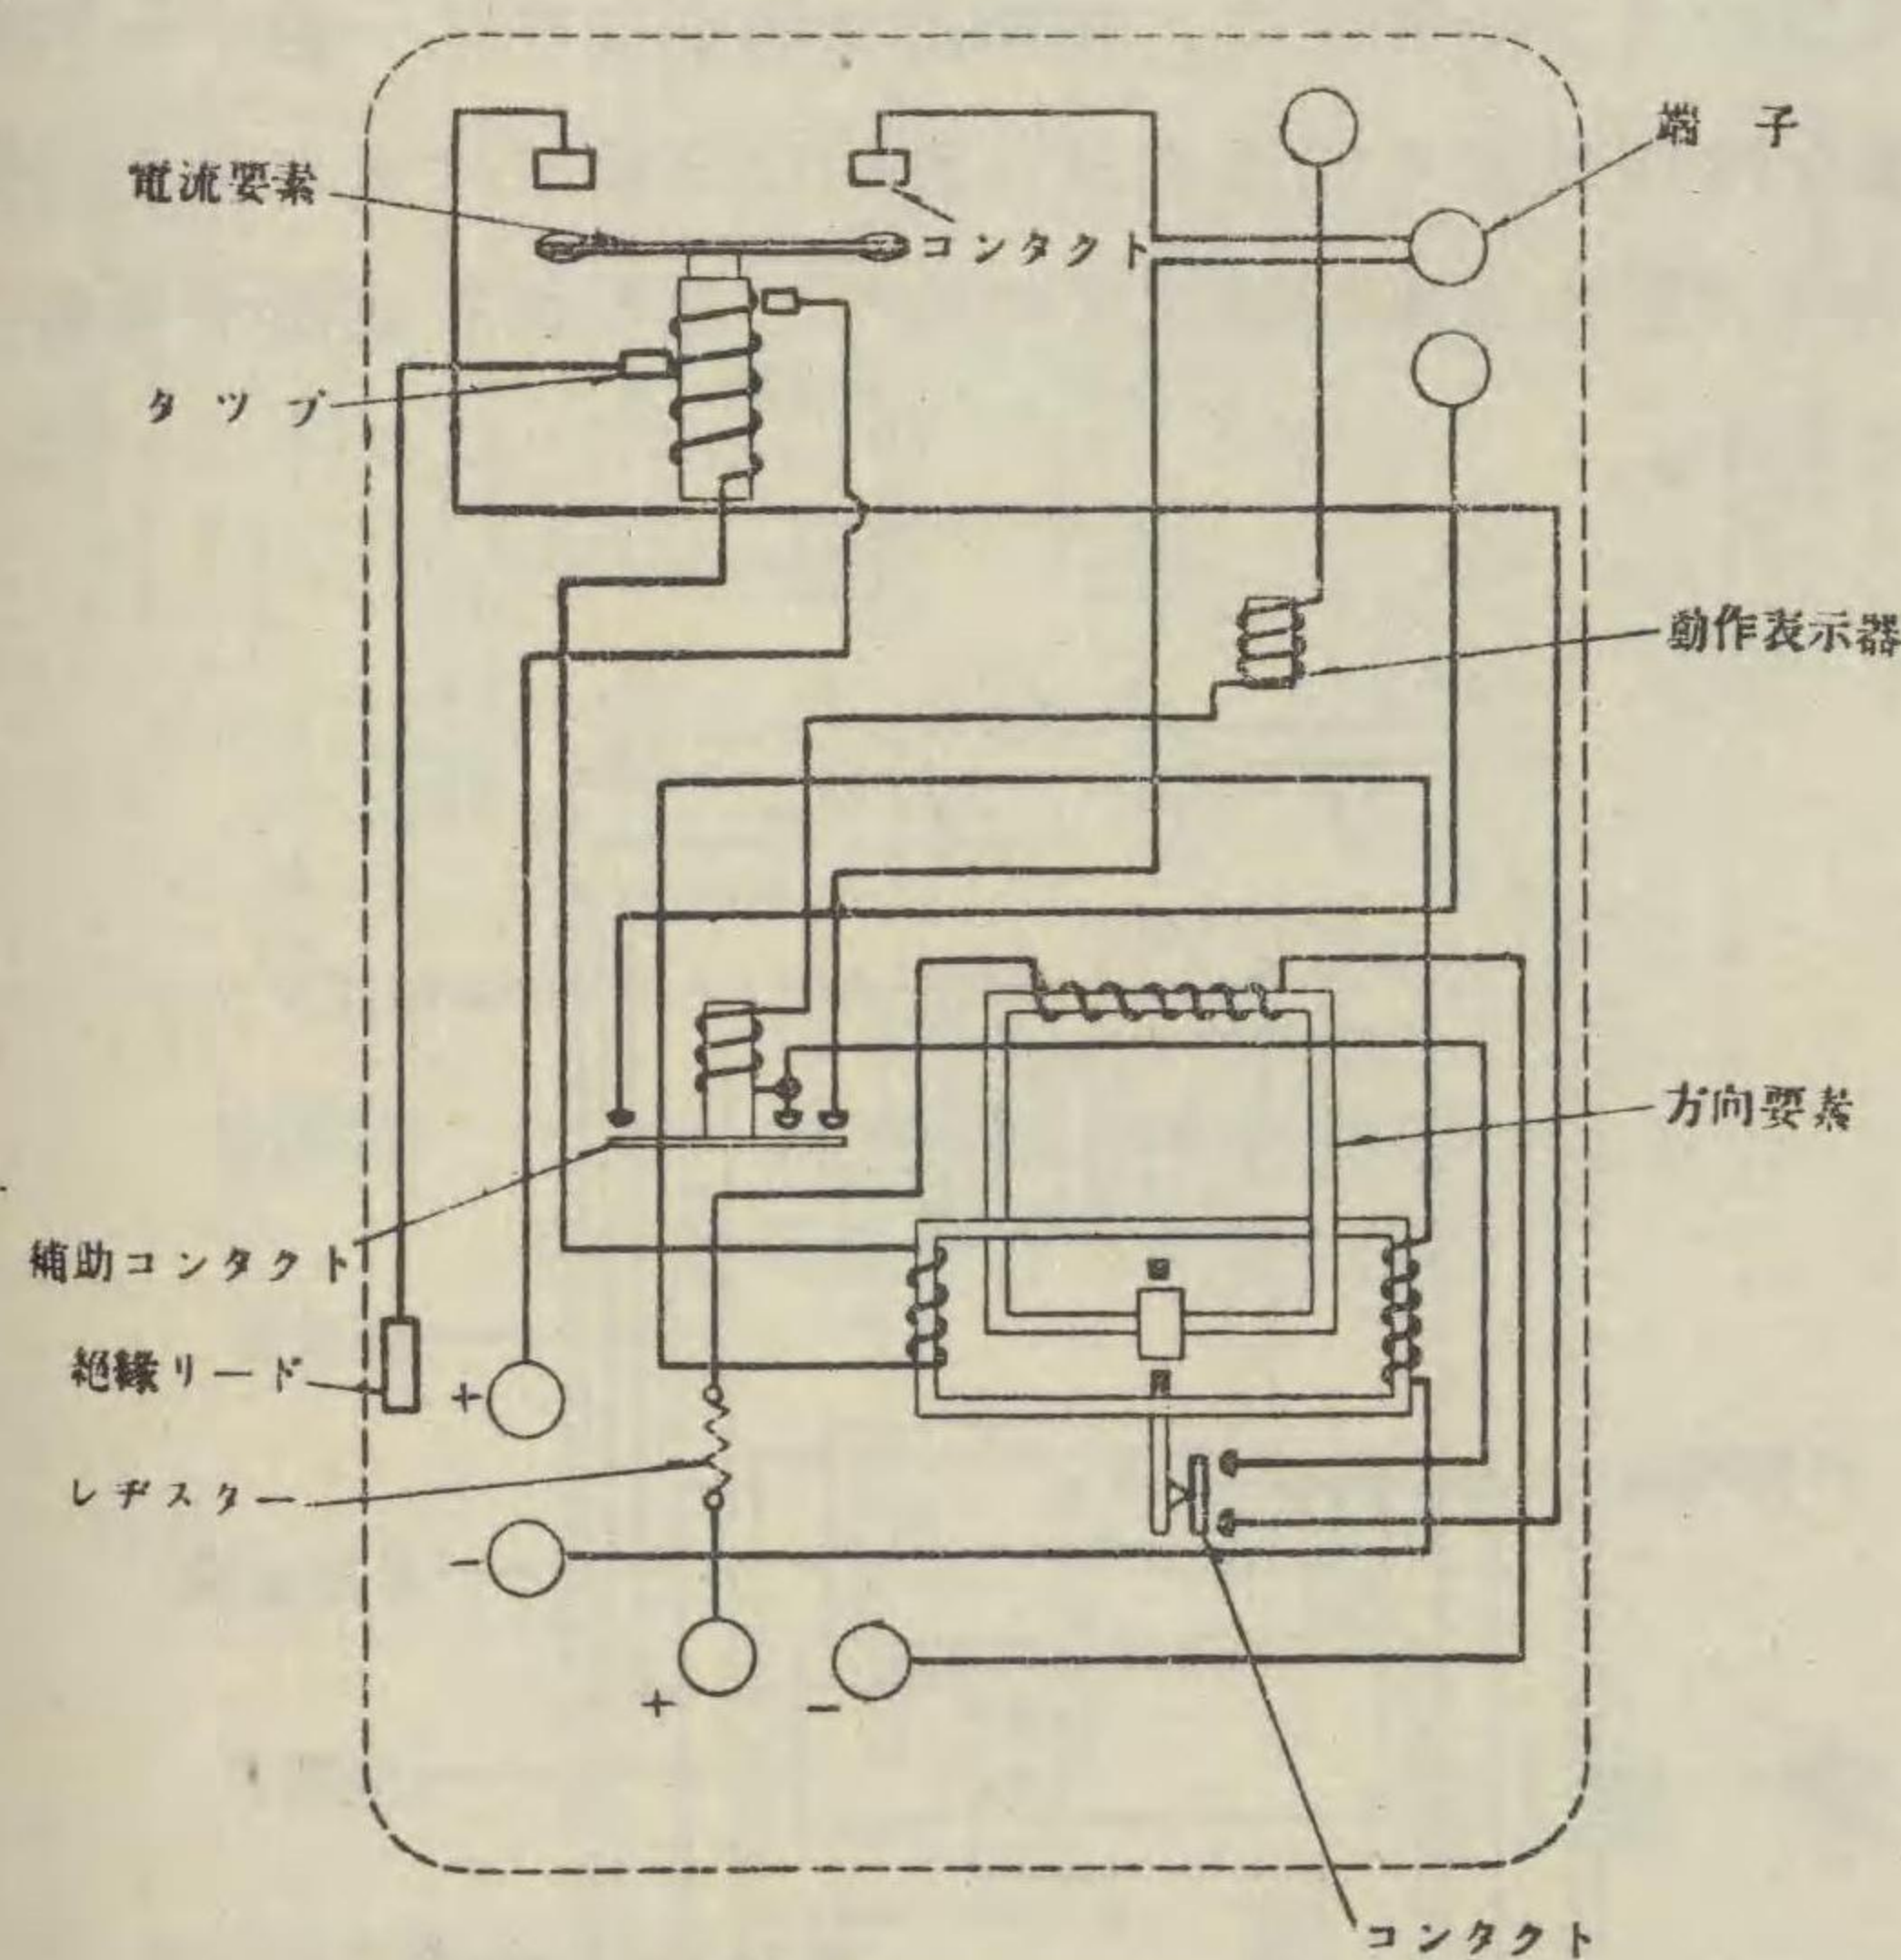 端子
電流要素
コンタクト
タツプ
動作表示器
方向要素
補助コンタクト
絶縁リード
+
レヂスター
−
+
−
コンタクト